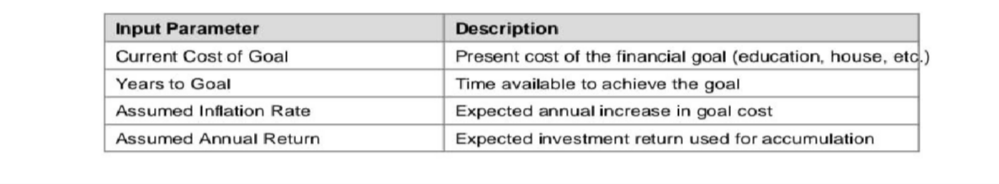 Input Parameter Description
Current Cost of Goal Present cost of the financial goal (education, house, etc.)
Years to Goal Time available to achieve the goal
Assumed Inflation Rate Expected annual increase in goal cost
Assumed Annual Return Expected investment return used for accumulation